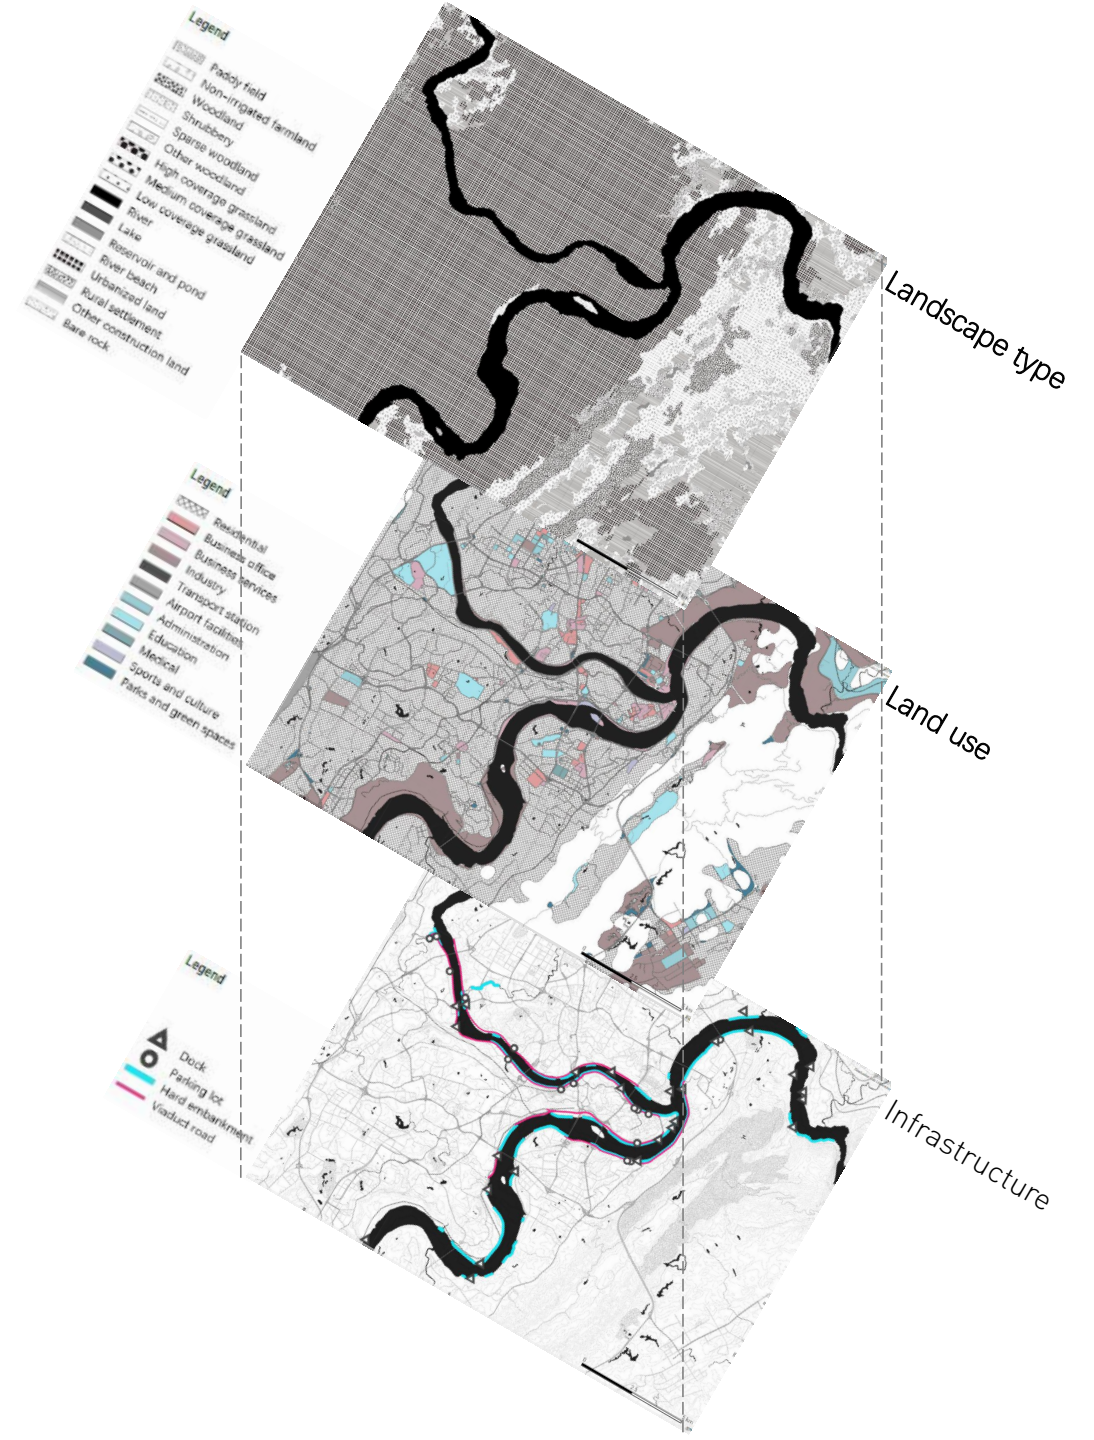 Legend
Paddy field
Non-irrigated farmland
Woodland
Shrubbery
Sparse woodland
Other woodland
High coverage grassland
Medium coverage grassland
Low coverage grassland
River
Lake
Reservoir and pond
River beach
Urbanized land
Rural settlement
Other construction land
Bare rock
Landscape type
Legend
Residential
Business office
Business services
Industry
Transport station
Airport facilities
Administration
Education
Medical
Sports and culture
Parks and green spaces
Land use
Legend
Dock
Parking lot
Hard embankment
Viaduct road
Infrastructure